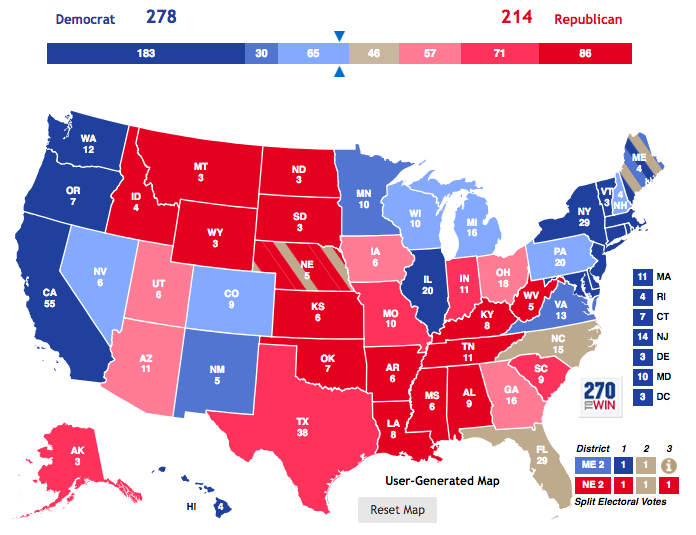 Democrat 278 214 Republican
183 30 65 46 57 71 86
WA
12
OR
7
CA
55
NV
6
ID
4
MT
3
WY
3
UT
6
AZ
11
CO
9
NM
5
ND
3
SD
3
NE
5
KS
6
OK
7
TX
38
MN
10
IA
6
MO
10
AR
6
LA
8
WI
10
IL
20
MI
16
IN
11
OH
18
KY
8
TN
11
MS
6
AL
9
GA
16
FL
29
SC
9
NC
15
VA
13
WV
5
PA
20
NY
29
VT
3
4
NH
ME
4
AK
3
HI
4
11 MA
4 RI
7 CT
14 NJ
3 DE
10 MD
3 DC
270
TO WIN
District 1 2 3
ME 2 1 1 i
NE 2 1 1 1
Split Electoral Votes
User-Generated Map
Reset Map